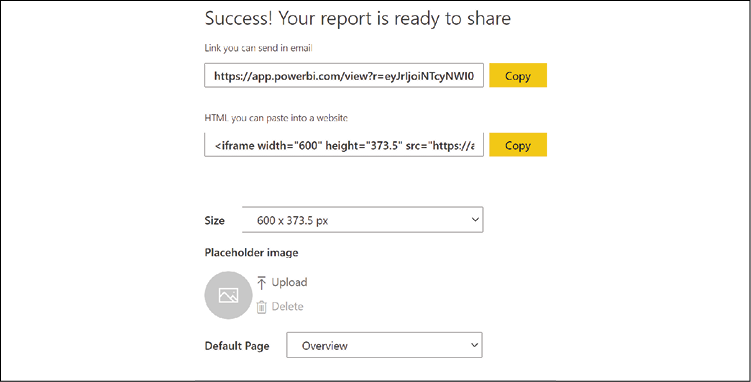 Success! Your report is ready to share
Link you can send in email
https://app.powerbi.com/view?r=eyJrIjoiNTcyNWI0
Copy
HTML you can paste into a website
<iframe width="600" height="373.5" src="https://a
Copy
Size
600 x 373.5 px
Placeholder image
Upload
Delete
Default Page
Overview